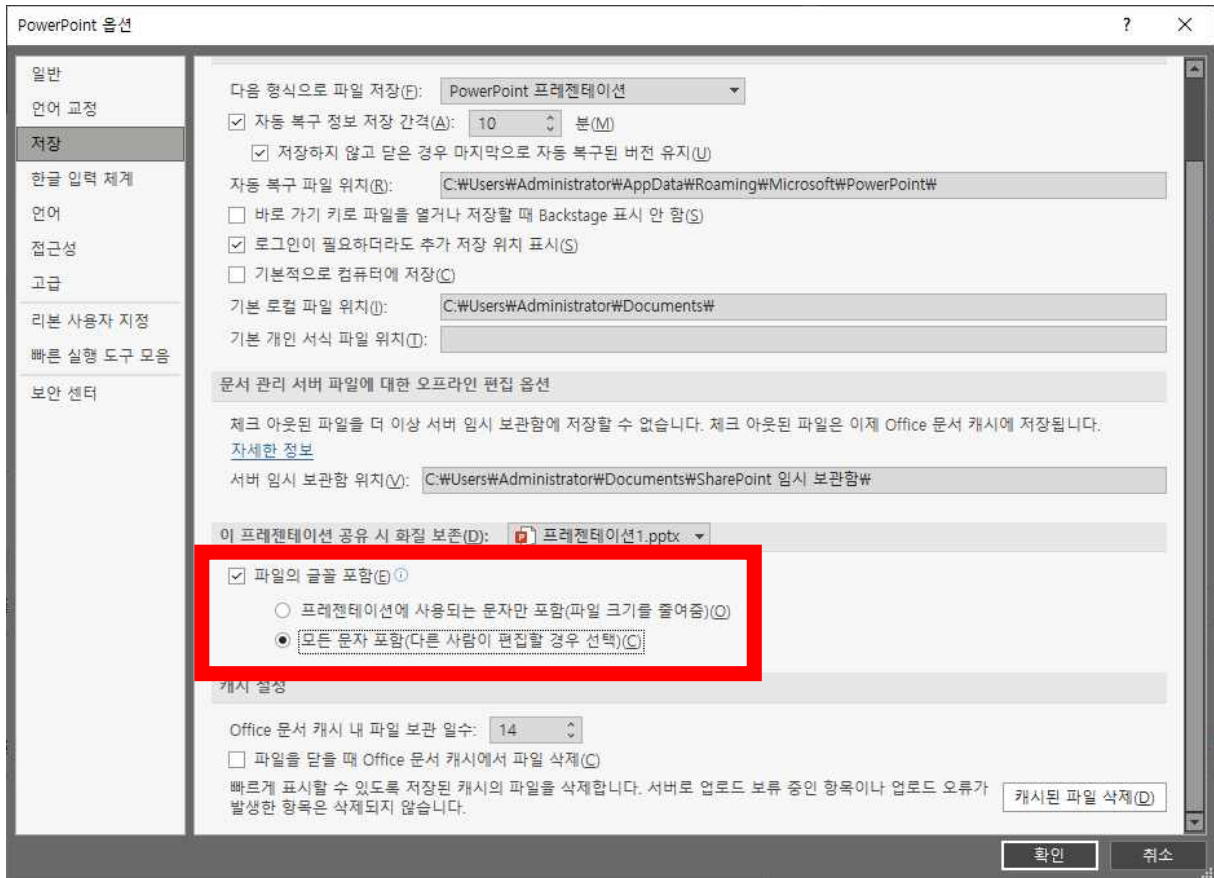 PowerPoint 옵션
?
일반
언어 교정
저장
한글 입력 체계
언어
접근성
고급
리본 사용자 지정
빠른 실행 도구 모음
보안 센터
다음 형식으로 파일 저장(F): PowerPoint 프레젠테이션
자동 복구 정보 저장 간격(A): 10 분(M)
저장하지 않고 닫은 경우 마지막으로 자동 복구된 버전 유지(U)
자동 복구 파일 위치(R): C:₩Users₩Administrator₩AppData₩Roaming₩Microsoft₩PowerPoint₩
바로 가기 키로 파일을 열거나 저장할 때 Backstage 표시 안 함(S)
로그인이 필요하더라도 추가 저장 위치 표시(S)
기본적으로 컴퓨터에 저장(C)
기본 로컬 파일 위치(I): C:₩Users₩Administrator₩Documents₩
기본 개인 서식 파일 위치(T):
문서 관리 서버 파일에 대한 오프라인 편집 옵션
체크 아웃된 파일을 더 이상 서버 임시 보관함에 저장할 수 없습니다. 체크 아웃된 파일은 이제 Office 문서 캐시에 저장됩니다.
자세한 정보
서버 임시 보관함 위치(V): C:₩Users₩Administrator₩Documents₩SharePoint 임시 보관함₩
이 프레젠테이션 공유 시 화질 보존(D): 프레젠테이션1.pptx
파일의 글꼴 포함(E)
프레젠테이션에 사용되는 문자만 포함(파일 크기를 줄여줌)(O)
모든 문자 포함(다른 사람이 편집할 경우 선택)(C)
캐시 설정
Office 문서 캐시 내 파일 보관 일수: 14
파일을 닫을 때 Office 문서 캐시에서 파일 삭제(C)
빠르게 표시할 수 있도록 저장된 캐시의 파일을 삭제합니다. 서버로 업로드 보류 중인 항목이나 업로드 오류가
발생한 항목은 삭제되지 않습니다.
캐시된 파일 삭제(D)
확인
취소